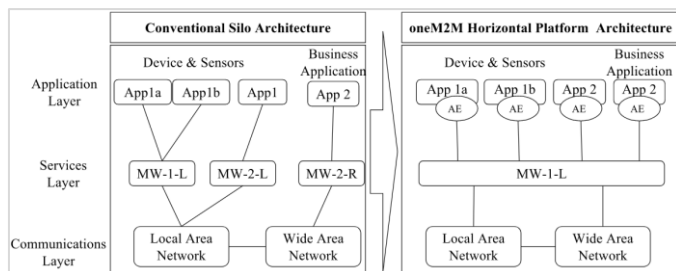 Conventional Silo Architecture
oneM2M Horizontal Platform Architecture
Device & Sensors
Business
Application
Device & Sensors
Business
Application
Application
Layer
App1a
App1b
App1
App 2
App 1a
App 1b
App 2
App 2
AE
AE
AE
AE
Services
Layer
MW-1-L
MW-2-L
MW-2-R
MW-1-L
Communications
Layer
Local Area
Network
Wide Area
Network
Local Area
Network
Wide Area
Network